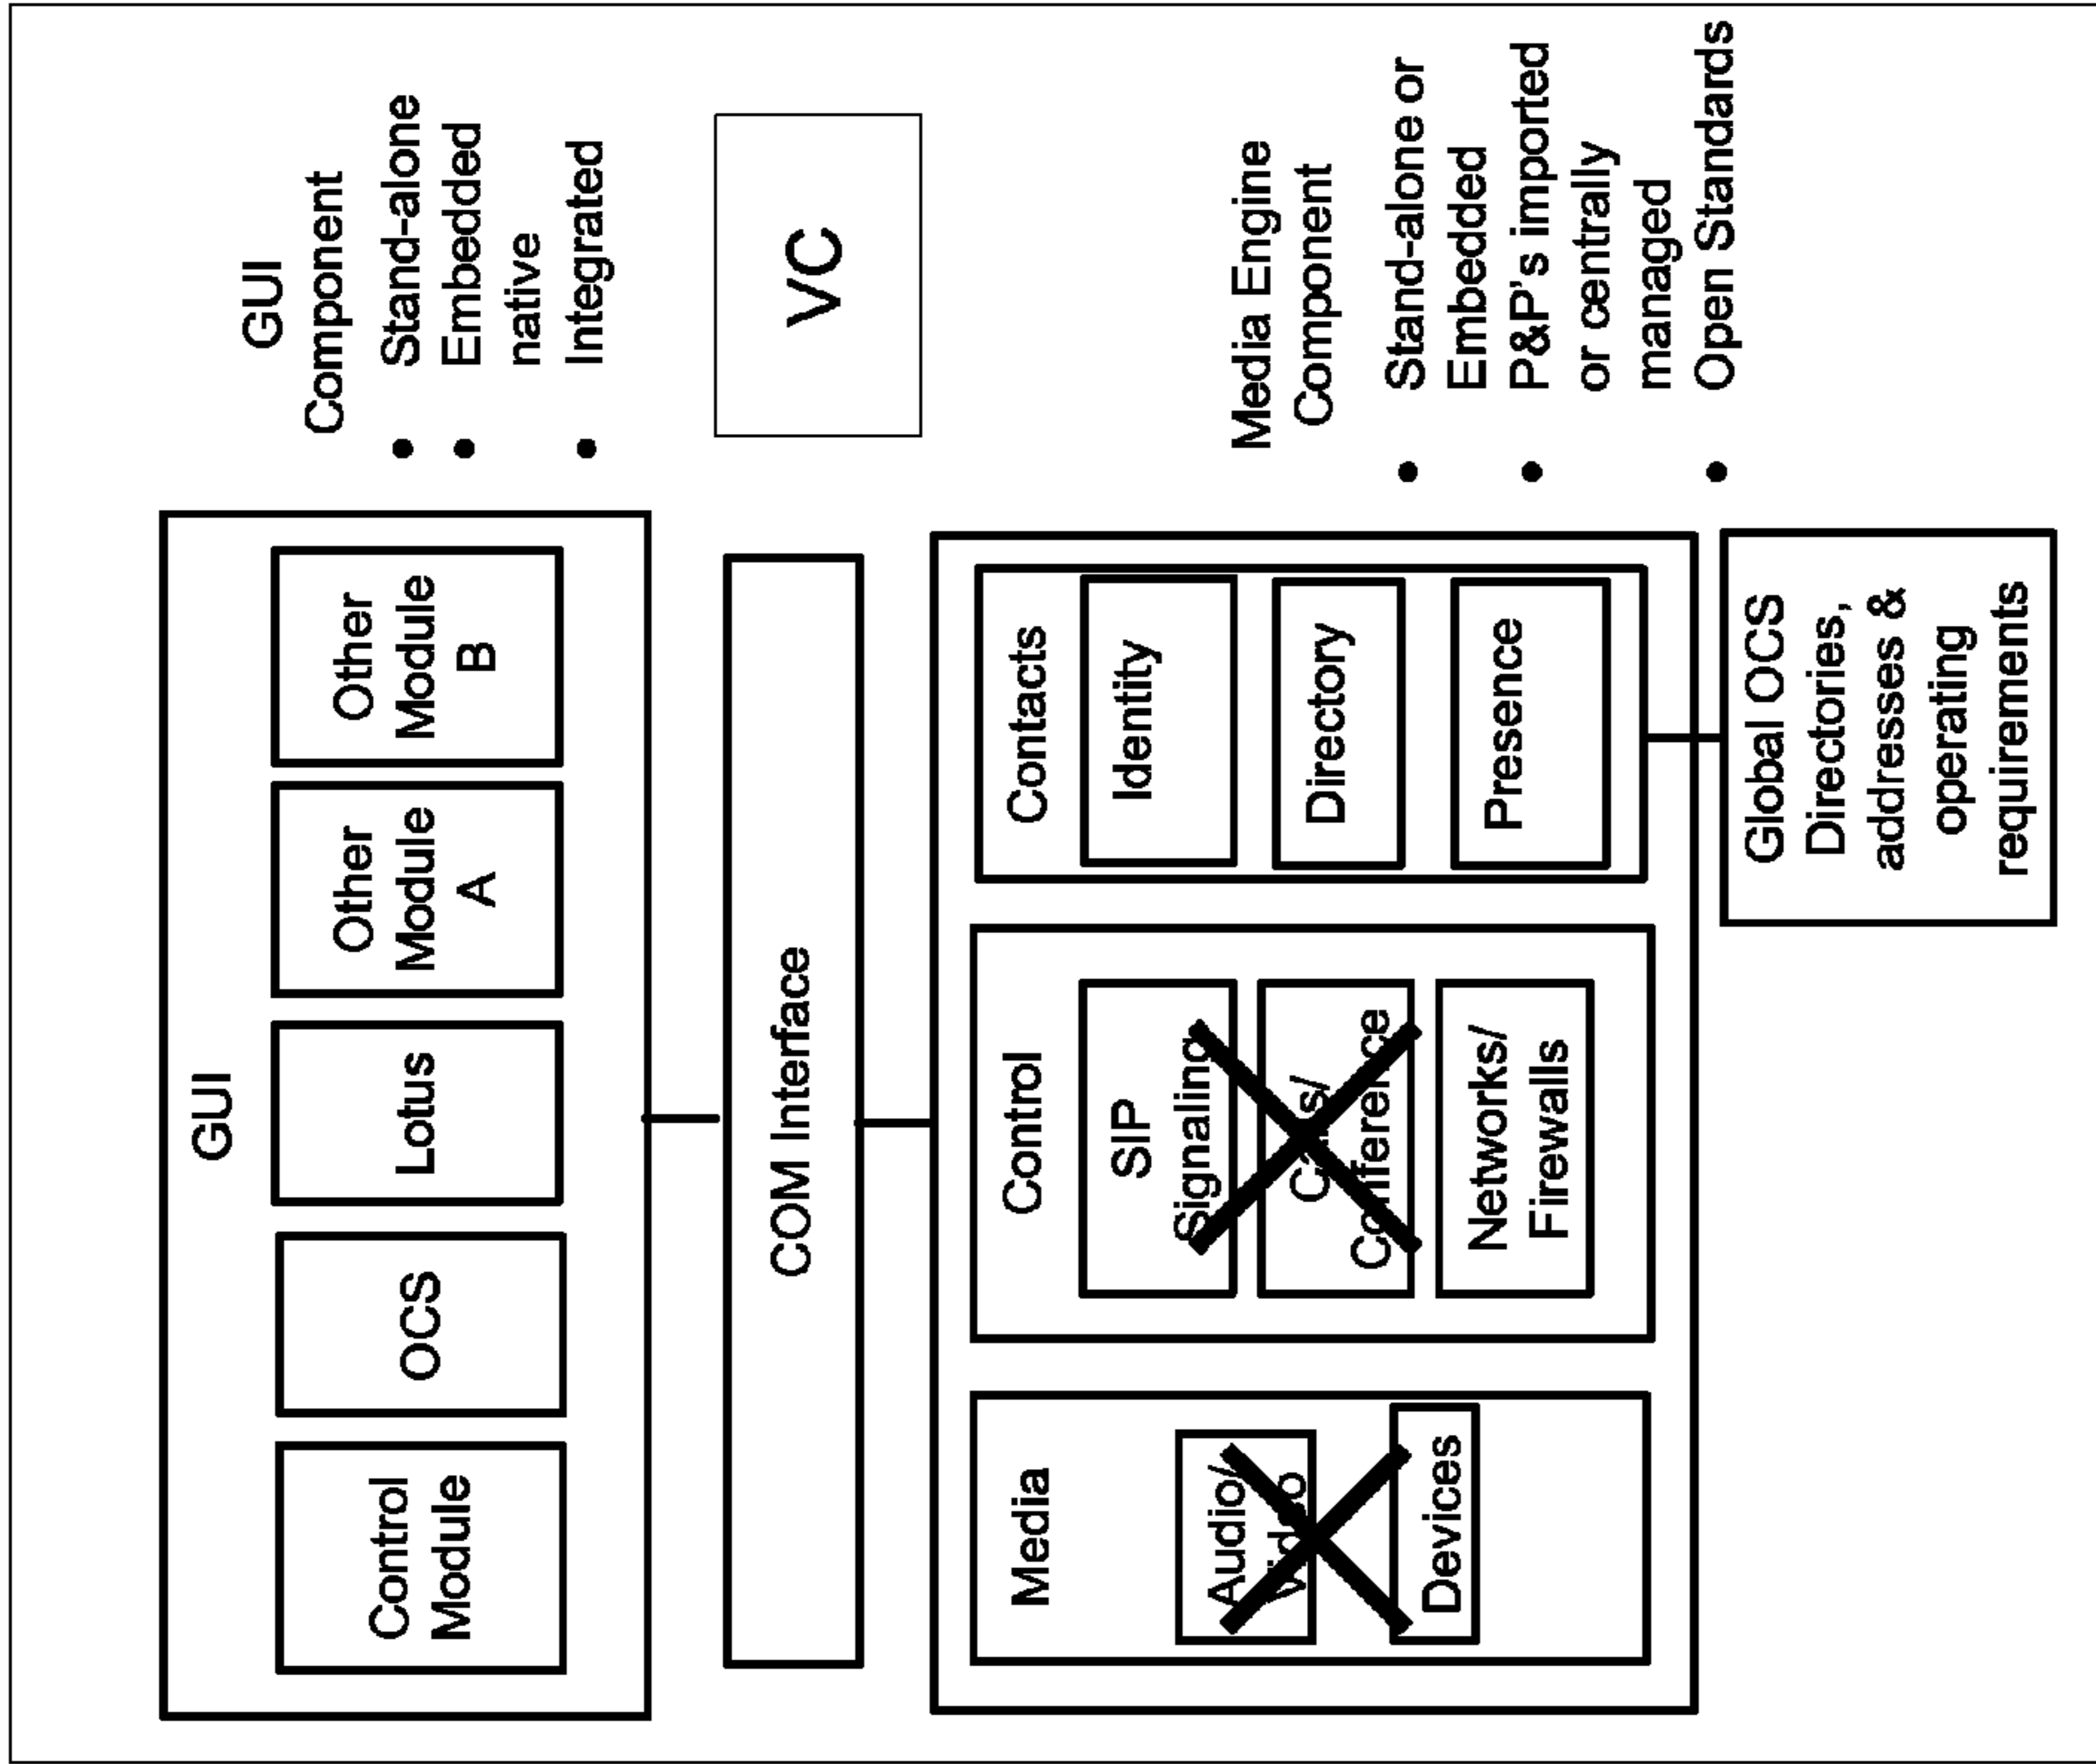 GUI
Control
Module
OCS
Lotus
Other
Module
A
Other
Module
B
GUI
Component
• Stand-alone
• Embedded
native
• Integrated
COM Interface
VC
Media
Audio/
Devices
Control
SIP
Signaling
Networks/
Firewalls
Contacts
Identity
Directory
Presence
Media Engine
Component
• Stand-alone or
Embedded
• P&P's imported
or centrally
managed
• Open Standards
Global OCS
Directories,
addresses &
operating
requirements